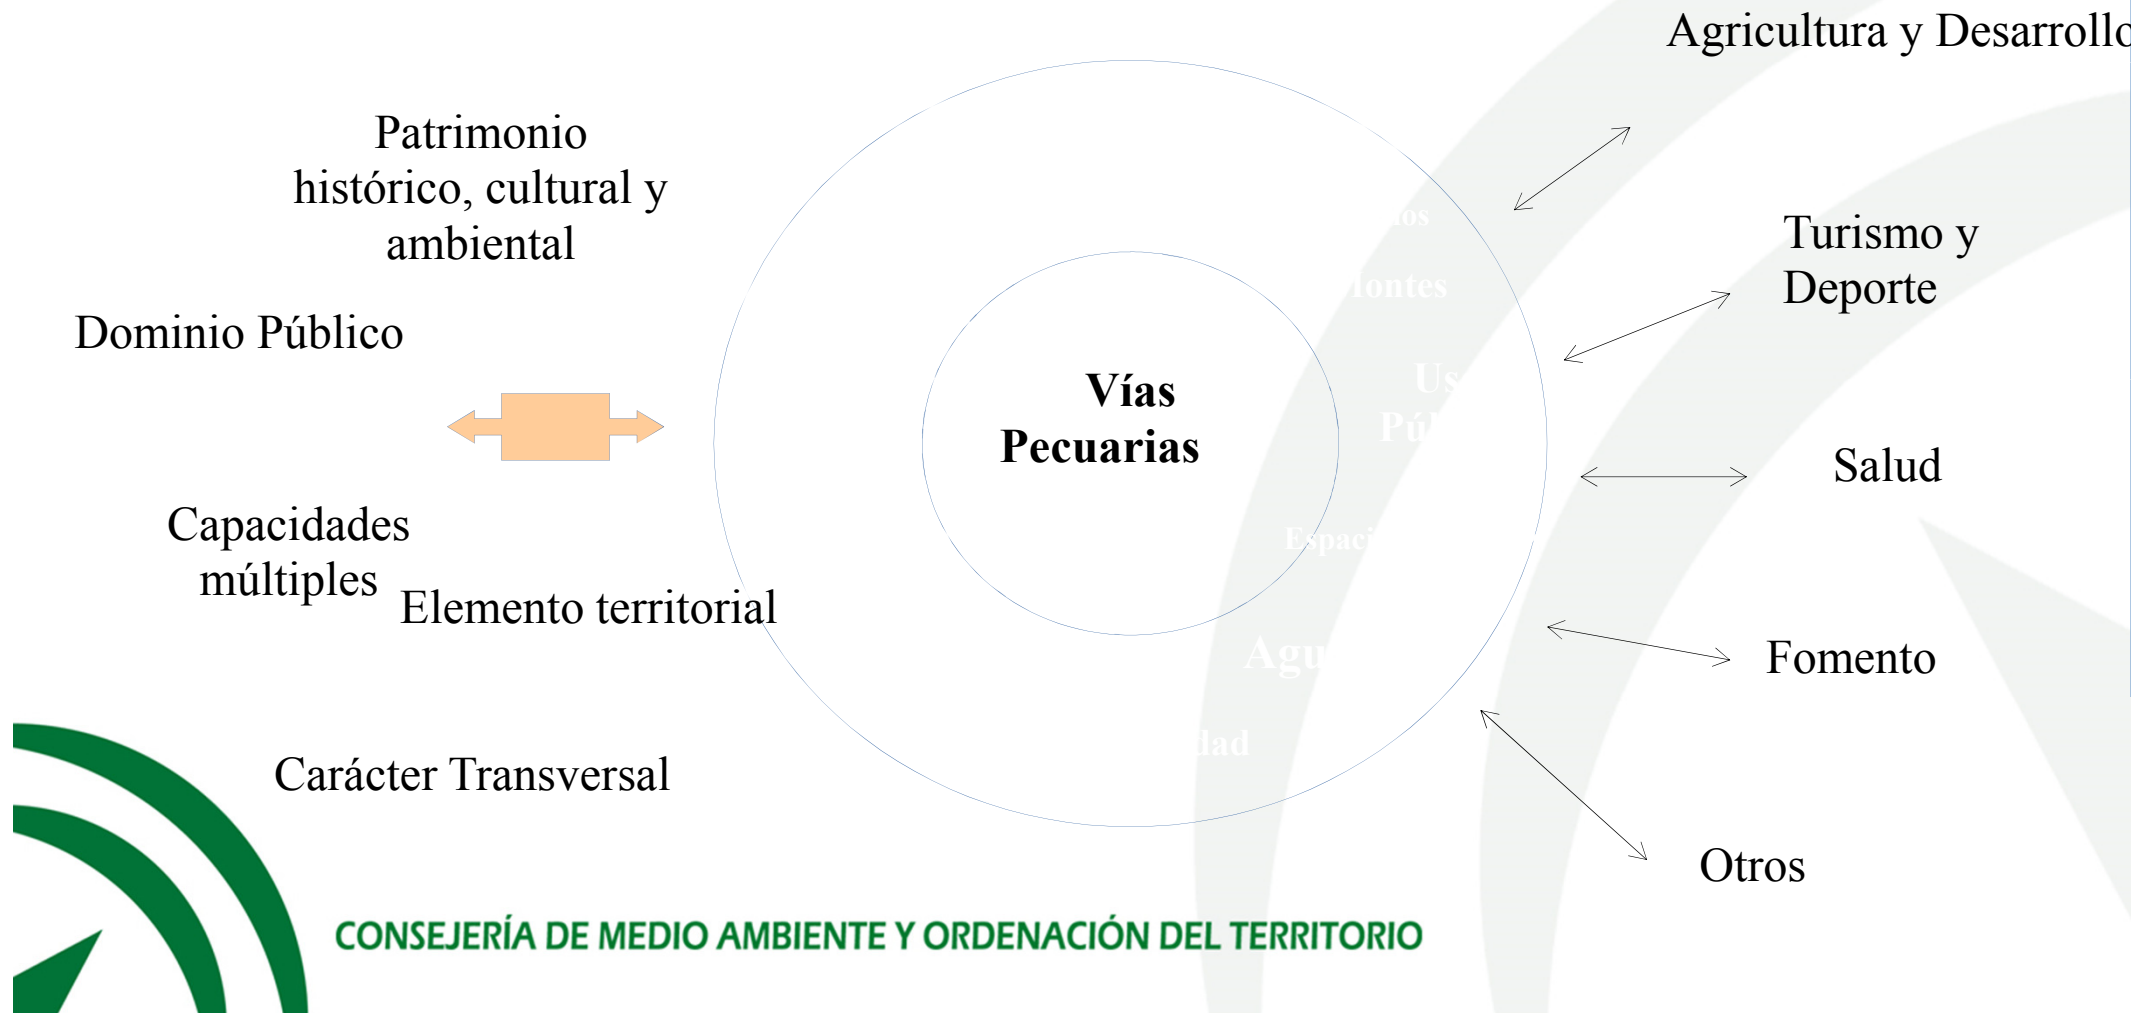 Agricultura y Desarrollo
Patrimonio
histórico, cultural y
ambiental
Dominio Público
Capacidades
múltiples
Elemento territorial
Carácter Transversal
Vías
Pecuarias
Turismo y
Deporte
Salud
Fomento
Otros
CONSEJERÍA DE MEDIO AMBIENTE Y ORDENACIÓN DEL TERRITORIO